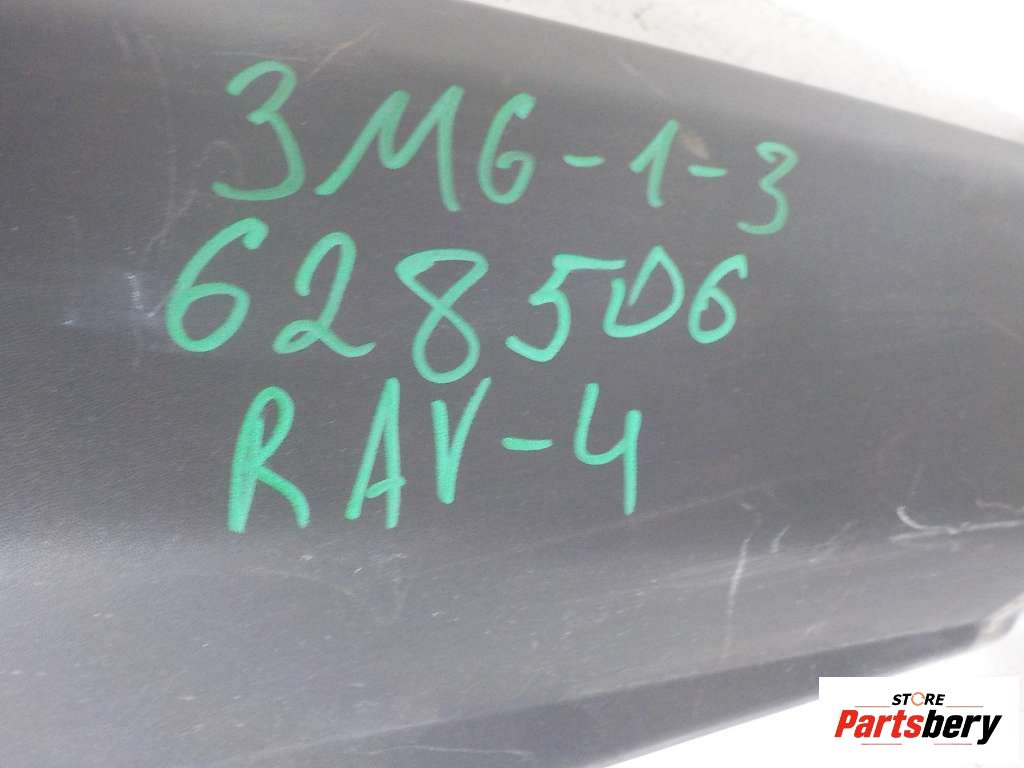 3MG-1-3
628506
RAV-4
STORE
Partsbery